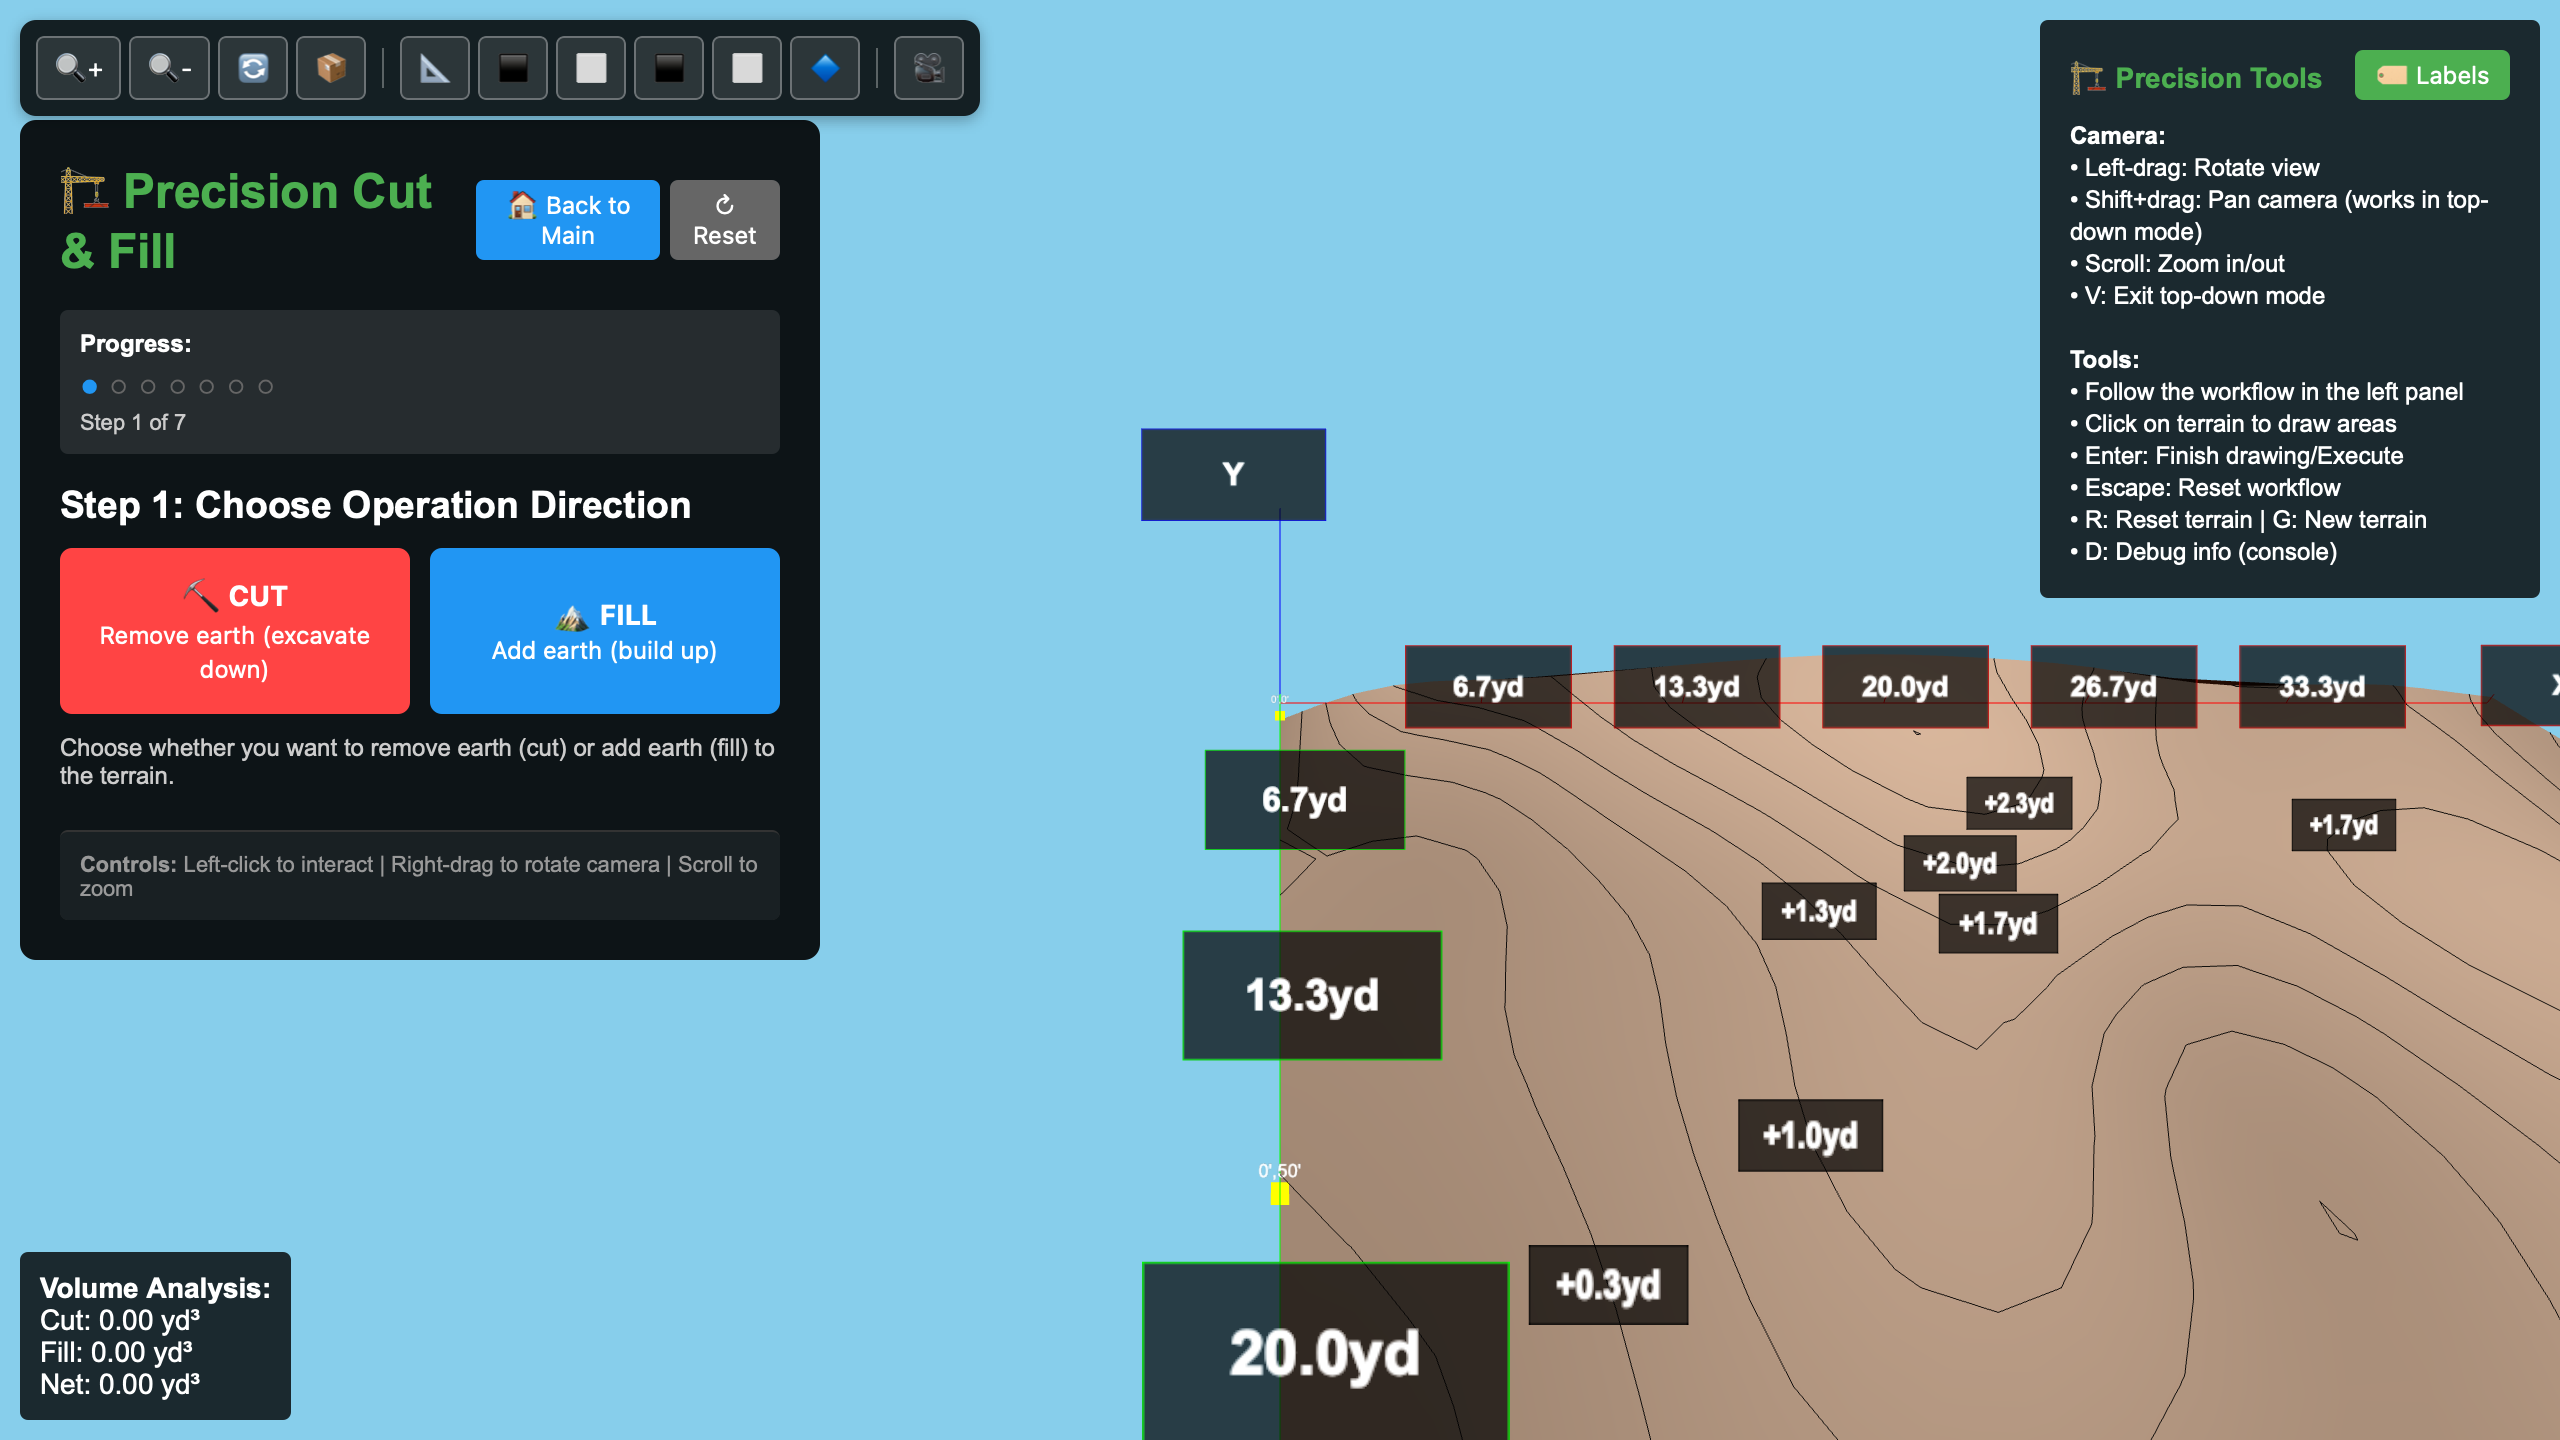 +
-
Precision Cut
& Fill
Back to
Main
↻
Reset
Progress:
Step 1 of 7
Step 1: Choose Operation Direction
CUT
Remove earth (excavate
down)
FILL
Add earth (build up)
Choose whether you want to remove earth (cut) or add earth (fill) to
the terrain.
Controls: Left-click to interact | Right-drag to rotate camera | Scroll to
zoom
Volume Analysis:
Cut: 0.00 yd³
Fill: 0.00 yd³
Net: 0.00 yd³
Precision Tools
Labels
Camera:
• Left-drag: Rotate view
• Shift+drag: Pan camera (works in top-
down mode)
• Scroll: Zoom in/out
• V: Exit top-down mode
Tools:
• Follow the workflow in the left panel
• Click on terrain to draw areas
• Enter: Finish drawing/Execute
• Escape: Reset workflow
• R: Reset terrain | G: New terrain
• D: Debug info (console)
Y
6.7yd
13.3yd
20.0yd
26.7yd
33.3yd
6.7yd
+2.3yd
+1.7yd
+2.0yd
+1.3yd
+1.7yd
13.3yd
+1.0yd
0',50'
+0.3yd
20.0yd